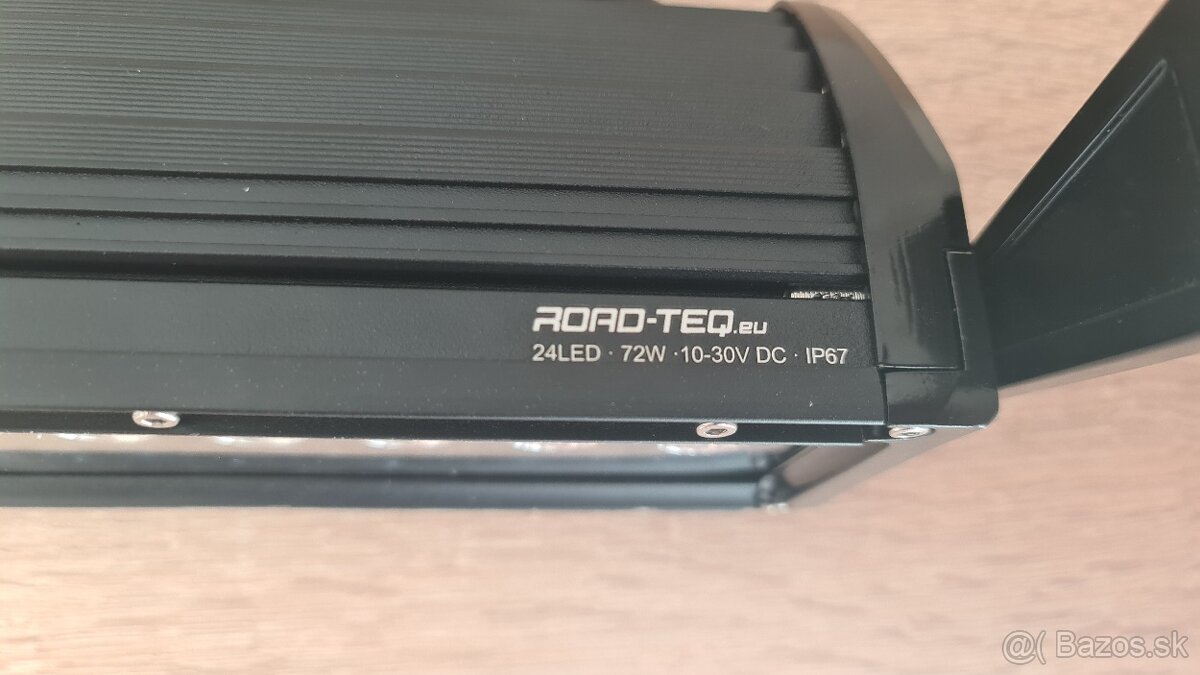 ROAD-TEQ.eu
24LED · 72W · 10-30V DC · IP67
@( Bazos.sk